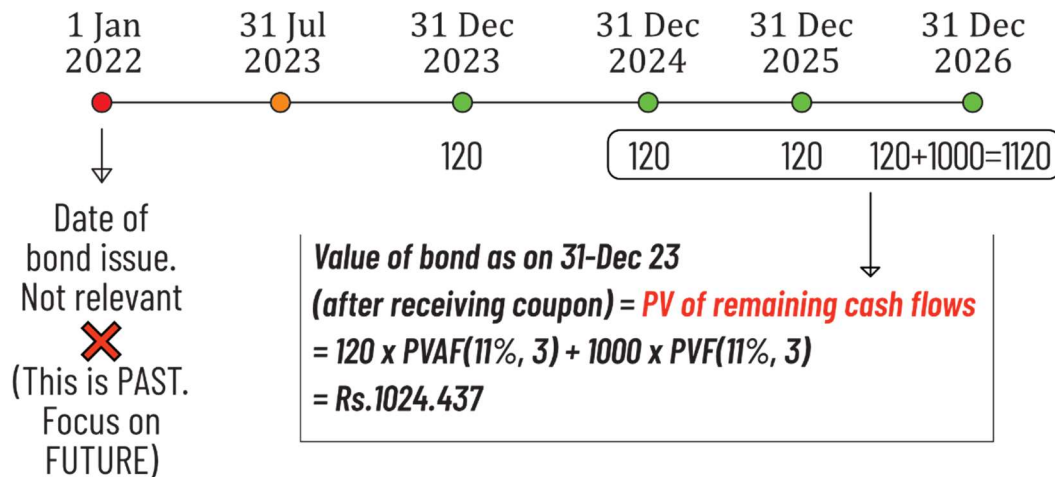 1 Jan
2022
31 Jul
2023
31 Dec
2023
31 Dec
2024
31 Dec
2025
31 Dec
2026
120
120
120
120+1000=1120
Date of
bond issue.
Not relevant
(This is PAST.
Focus on
FUTURE)
Value of bond as on 31-Dec 23
(after receiving coupon) = PV of remaining cash flows
= 120 x PVAF(11%, 3) + 1000 x PVF(11%, 3)
= Rs.1024.437